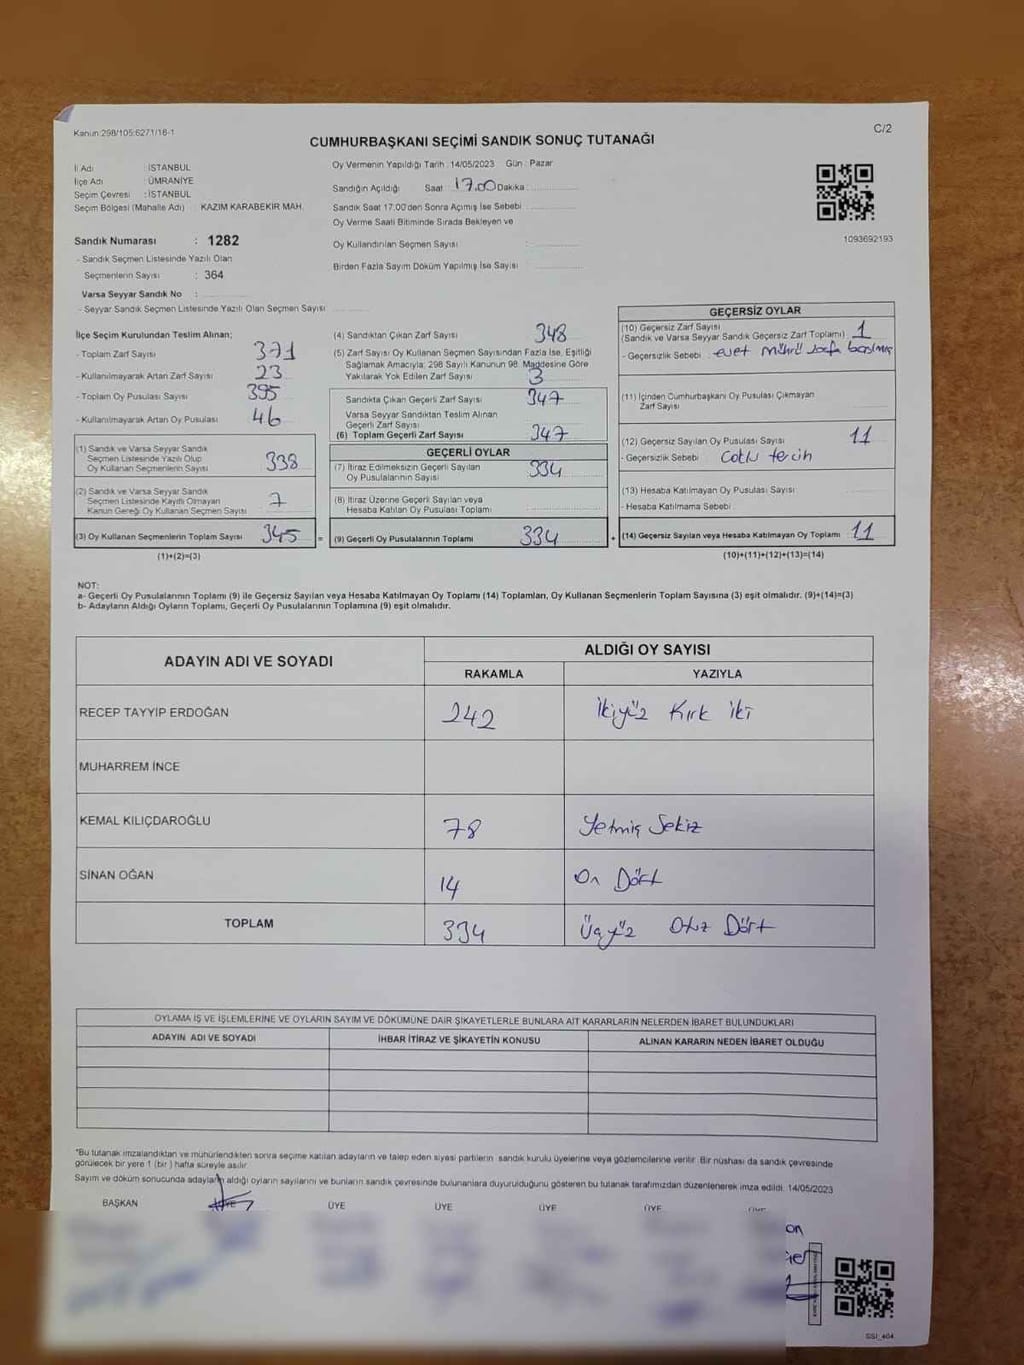 Kanun:298/105;6271/16-1
C/2
CUMHURBAŞKANI SEÇİMİ SANDIK SONUÇ TUTANAĞI
İl Adı : İSTANBUL
İlçe Adı : ÜMRANİYE
Seçim Çevresi : İSTANBUL
Seçim Bölgesi (Mahalle Adı) : KAZIM KARABEKİR MAH.
Oy Vermenin Yapıldığı Tarih : 14/05/2023 Gün : Pazar
Sandığın Açıldığı Saat 17.00 Dakika :
Sandık Saat 17:00'den Sonra Açımış İse Sebebi :
Oy Verme Saati Bitiminde Sırada Bekleyen ve
Oy Kullandırılan Seçmen Sayısı :
Birden Fazla Sayım Döküm Yapılmış İse Sayısı :
1093692193
Sandık Numarası : 1282
- Sandık Seçmen Listesinde Yazılı Olan
Seçmenlerin Sayısı : 364
Varsa Seyyar Sandık No :
- Seyyar Sandık Seçmen Listesinde Yazılı Olan Seçmen Sayısı
İlçe Seçim Kurulundan Teslim Alınan;
- Toplam Zarf Sayısı 371
- Kullanılmayarak Artan Zarf Sayısı 23
- Toplam Oy Pusulası Sayısı 395
- Kullanılmayarak Artan Oy Pusulası 46
(1) Sandık ve Varsa Seyyar Sandık
Seçmen Listesinde Yazılı Olup
Oy Kullanan Seçmenlerin Sayısı 338
(2) Sandık ve Varsa Seyyar Sandık
Seçmen Listesinde Kayıtlı Olmayan
Kanun Gereği Oy Kullanan Seçmen Sayısı 7
(3) Oy Kullanan Seçmenlerin Toplam Sayısı 345 =
(1)+(2)=(3)
(4) Sandıktan Çıkan Zarf Sayısı 348
(5) Zarf Sayısı Oy Kullanan Seçmen Sayısından Fazla İse, Eşitliği
Sağlamak Amacıyla; 298 Sayılı Kanunun 98. Maddesine Göre
Yakılarak Yok Edilen Zarf Sayısı 3
Sandıkta Çıkan Geçerli Zarf Sayısı 347
Varsa Seyyar Sandıktan Teslim Alınan
Geçerli Zarf Sayısı
(6) Toplam Geçerli Zarf Sayısı 347
GEÇERLİ OYLAR
(7) İtiraz Edilmeksizin Geçerli Sayılan
Oy Pusulasının Sayısı 334
(8) İtiraz Üzerine Geçerli Sayılan veya
Hesaba Katılan Oy Pusulası Toplamı
(9) Geçerli Oy Pusulalarının Toplamı 334 +
GEÇERSİZ OYLAR
(10) Geçersiz Zarf Sayısı
(Sandık ve Varsa Seyyar Sandık Geçersiz Zarf Toplamı) 1
- Geçersizlik Sebebi evet mührü zarfa basılmış
(11) İçinden Cumhurbaşkanı Oy Pusulası Çıkmayan
Zarf Sayısı
(12) Geçersiz Sayılan Oy Pusulası Sayısı 11
- Geçersizlik Sebebi
(13) Hesaba Katılmayan Oy Pusulası Sayısı
- Hesaba Katılmama Sebebi
(14) Geçersiz Sayılan veya Hesaba Katılmayan Oy Toplamı 11
(10)+(11)+(12)+(13)=(14)
NOT:
a- Geçerli Oy Pusulalarının Toplamı (9) ile Geçersiz Sayılan veya Hesaba Katılmayan Oy Toplamı (14) Toplamları, Oy Kullanan Seçmenlerin Toplam Sayısına (3) eşit olmalıdır. (9)+(14)=(3)
b- Adayların Aldığı Oyların Toplamı, Geçerli Oy Pusulalarının Toplamına (9) eşit olmalıdır.
ADAYIN ADI VE SOYADI ALDIĞI OY SAYISI
RAKAMLA YAZIYLA
RECEP TAYYİP ERDOĞAN 242 İkiyüz Kırk iki
MUHARREM İNCE
KEMAL KILIÇDAROĞLU 78 Yetmiş Sekiz
SİNAN OĞAN 14 On Dört
TOPLAM 334 Üçyüz Otuz Dört
OYLAMA İŞ VE İŞLEMLERİNE VE OYLARIN SAYIM VE DÖKÜMÜNE DAİR ŞİKAYETLERLE BUNLARA AİT KARARLARIN NELERDEN İBARET BULUNDUKLARI
ADAYIN ADI VE SOYADI İHBAR İTİRAZ VE ŞİKAYETİN KONUSU ALINAN KARARIN NEDEN İBARET OLDUĞU
*Bu tutanak imzalandıktan ve mühürlendikten sonra seçime katılan adayların ve talep eden siyasi partilerin sandık kurulu üyelerine veya gözlemcilerine verilir. Bir nüshası da sandık çevresinde
görülecek bir yere 1 (bir) hafta süreyle asılır.
Sayım ve döküm sonucunda adayların aldığı oyların sayılarını ve bunların sandık çevresinde bulunanlara duyurulduğunu gösteren bu tutanak tarafımızdan düzenlenerek imza edildi. 14/05/2023
BAŞKAN ÜYE ÜYE ÜYE ÜYE
SSİ_404